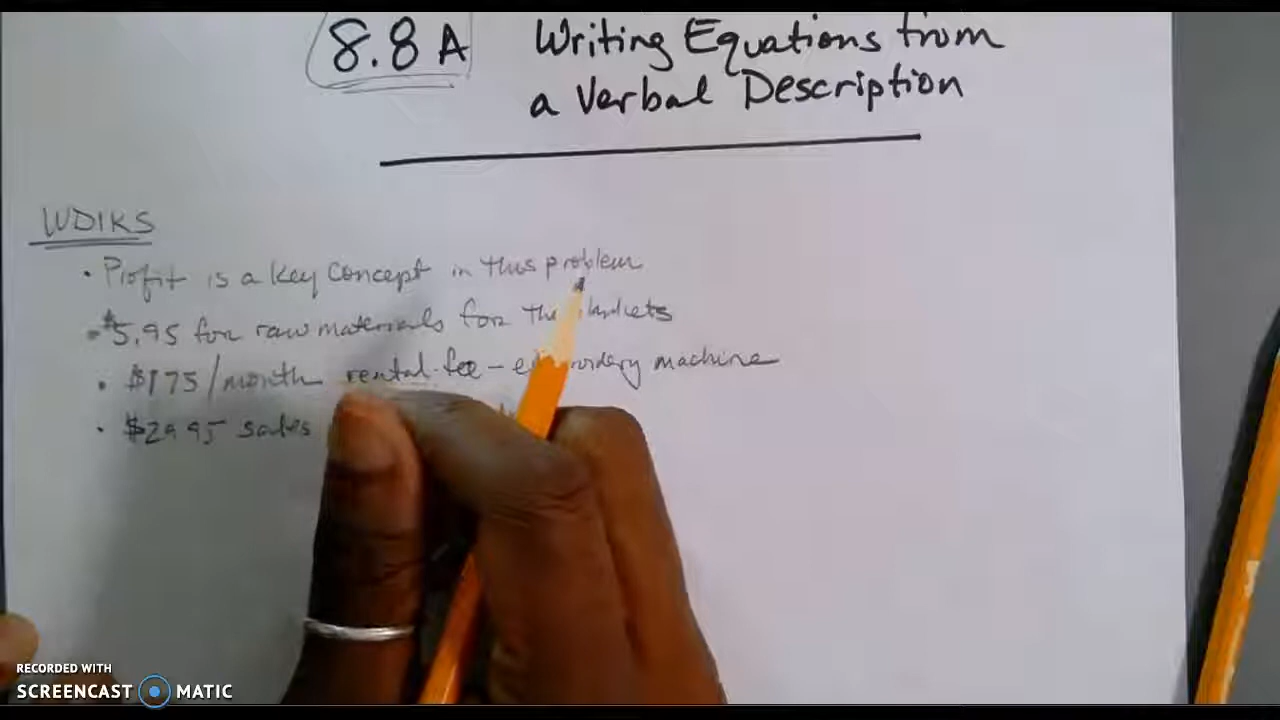 8.8 A Writing Equations from
a Verbal Description
WDIKS
• Profit is a key concept in this problem
• $5.95 for raw materials for the
• $175/month rental fee - machine
• $29.95 sales
RECORDED WITH
SCREENCAST MATIC